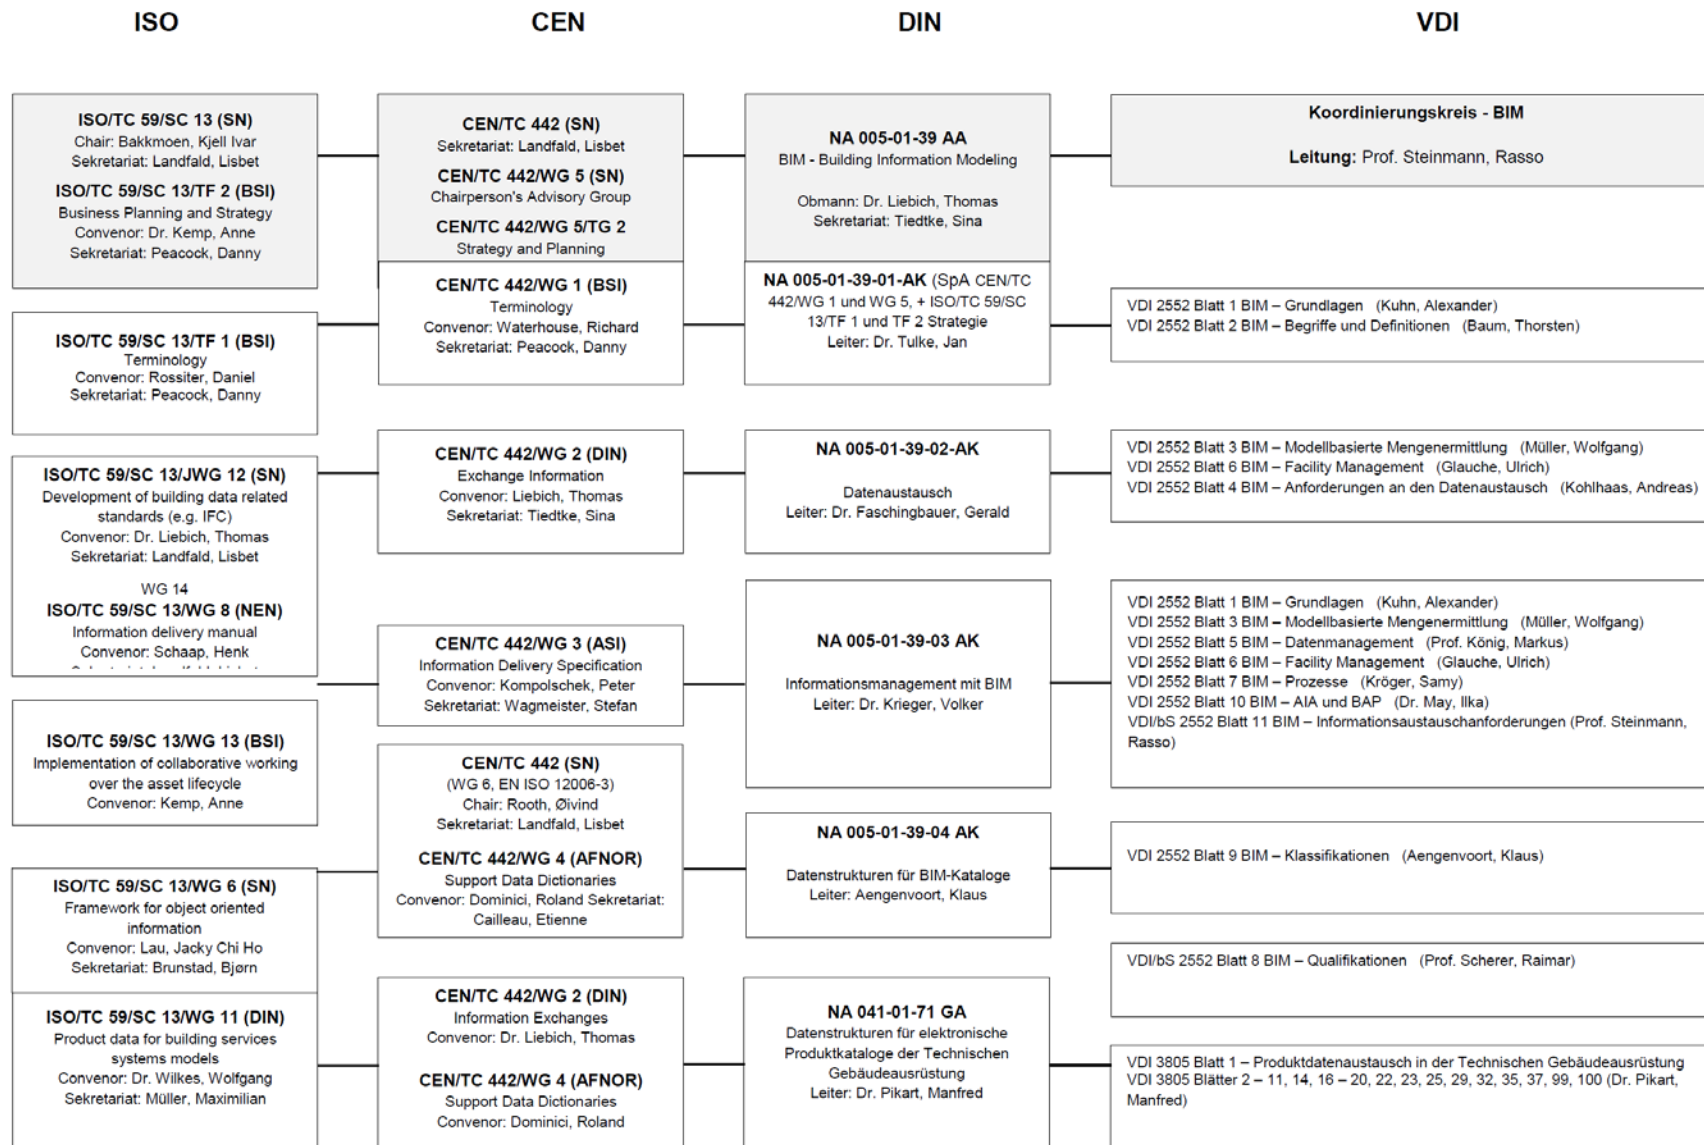 ISO
CEN
DIN
VDI
ISO/TC 59/SC 13 (SN)
Chair: Bakkmoen, Kjell Ivar
Sekretariat: Landfald, Lisbet
ISO/TC 59/SC 13/TF 2 (BSI)
Business Planning and Strategy
Convenor: Dr. Kemp, Anne
Sekretariat: Peacock, Danny
ISO/TC 59/SC 13/TF 1 (BSI)
Terminology
Convenor: Rossiter, Daniel
Sekretariat: Peacock, Danny
ISO/TC 59/SC 13/JWG 12 (SN)
Development of building data related
standards (e.g. IFC)
Convenor: Dr. Liebich, Thomas
Sekretariat: Landfald, Lisbet
WG 14
ISO/TC 59/SC 13/WG 8 (NEN)
Information delivery manual
Convenor: Schaap, Henk
ISO/TC 59/SC 13/WG 13 (BSI)
Implementation of collaborative working
over the asset lifecycle
Convenor: Kemp, Anne
ISO/TC 59/SC 13/WG 6 (SN)
Framework for object oriented
information
Convenor: Lau, Jacky Chi Ho
Sekretariat: Brunstad, Bjørn
ISO/TC 59/SC 13/WG 11 (DIN)
Product data for building services
systems models
Convenor: Dr. Wilkes, Wolfgang
Sekretariat: Müller, Maximilian
CEN/TC 442 (SN)
Sekretariat: Landfald, Lisbet
CEN/TC 442/WG 5 (SN)
Chairperson's Advisory Group
CEN/TC 442/WG 5/TG 2
Strategy and Planning
CEN/TC 442/WG 1 (BSI)
Terminology
Convenor: Waterhouse, Richard
Sekretariat: Peacock, Danny
CEN/TC 442/WG 2 (DIN)
Exchange Information
Convenor: Liebich, Thomas
Sekretariat: Tiedtke, Sina
CEN/TC 442/WG 3 (ASI)
Information Delivery Specification
Convenor: Kompolschek, Peter
Sekretariat: Wagmeister, Stefan
CEN/TC 442 (SN)
(WG 6, EN ISO 12006-3)
Chair: Rooth, Øivind
Sekretariat: Landfald, Lisbet
CEN/TC 442/WG 4 (AFNOR)
Support Data Dictionaries
Convenor: Dominici, Roland Sekretariat:
Cailleau, Etienne
CEN/TC 442/WG 2 (DIN)
Information Exchanges
Convenor: Dr. Liebich, Thomas
CEN/TC 442/WG 4 (AFNOR)
Support Data Dictionaries
Convenor: Dominici, Roland
NA 005-01-39 AA
BIM - Building Information Modeling
Obmann: Dr. Liebich, Thomas
Sekretariat: Tiedtke, Sina
NA 005-01-39-01-AK (SpA CEN/TC
442/WG 1 und WG 5, + ISO/TC 59/SC
13/TF 1 und TF 2 Strategie
Leiter: Dr. Tulke, Jan
NA 005-01-39-02-AK
Datenaustausch
Leiter: Dr. Faschingbauer, Gerald
NA 005-01-39-03 AK
Informationsmanagement mit BIM
Leiter: Dr. Krieger, Volker
NA 005-01-39-04 AK
Datenstrukturen für BIM-Kataloge
Leiter: Aengenvoort, Klaus
NA 041-01-71 GA
Datenstrukturen für elektronische
Produktkataloge der Technischen
Gebäudeausrüstung
Leiter: Dr. Pikart, Manfred
Koordinierungskreis - BIM
Leitung: Prof. Steinmann, Rasso
VDI 2552 Blatt 1 BIM – Grundlagen (Kuhn, Alexander)
VDI 2552 Blatt 2 BIM – Begriffe und Definitionen (Baum, Thorsten)
VDI 2552 Blatt 3 BIM – Modellbasierte Mengenermittlung (Müller, Wolfgang)
VDI 2552 Blatt 6 BIM – Facility Management (Glauche, Ulrich)
VDI 2552 Blatt 4 BIM – Anforderungen an den Datenaustausch (Kohlhaas, Andreas)
VDI 2552 Blatt 1 BIM – Grundlagen (Kuhn, Alexander)
VDI 2552 Blatt 3 BIM – Modellbasierte Mengenermittlung (Müller, Wolfgang)
VDI 2552 Blatt 5 BIM – Datenmanagement (Prof. König, Markus)
VDI 2552 Blatt 6 BIM – Facility Management (Glauche, Ulrich)
VDI 2552 Blatt 7 BIM – Prozesse (Kröger, Samy)
VDI 2552 Blatt 10 BIM – AIA und BAP (Dr. May, Ilka)
VDI/bS 2552 Blatt 11 BIM – Informationsaustauschanforderungen (Prof. Steinmann,
Rasso)
VDI 2552 Blatt 9 BIM – Klassifikationen (Aengenvoort, Klaus)
VDI/bS 2552 Blatt 8 BIM – Qualifikationen (Prof. Scherer, Raimar)
VDI 3805 Blatt 1 – Produktdatenaustausch in der Technischen Gebäudeausrüstung
VDI 3805 Blätter 2 – 11, 14, 16 – 20, 22, 23, 25, 29, 32, 35, 37, 99, 100 (Dr. Pikart,
Manfred)